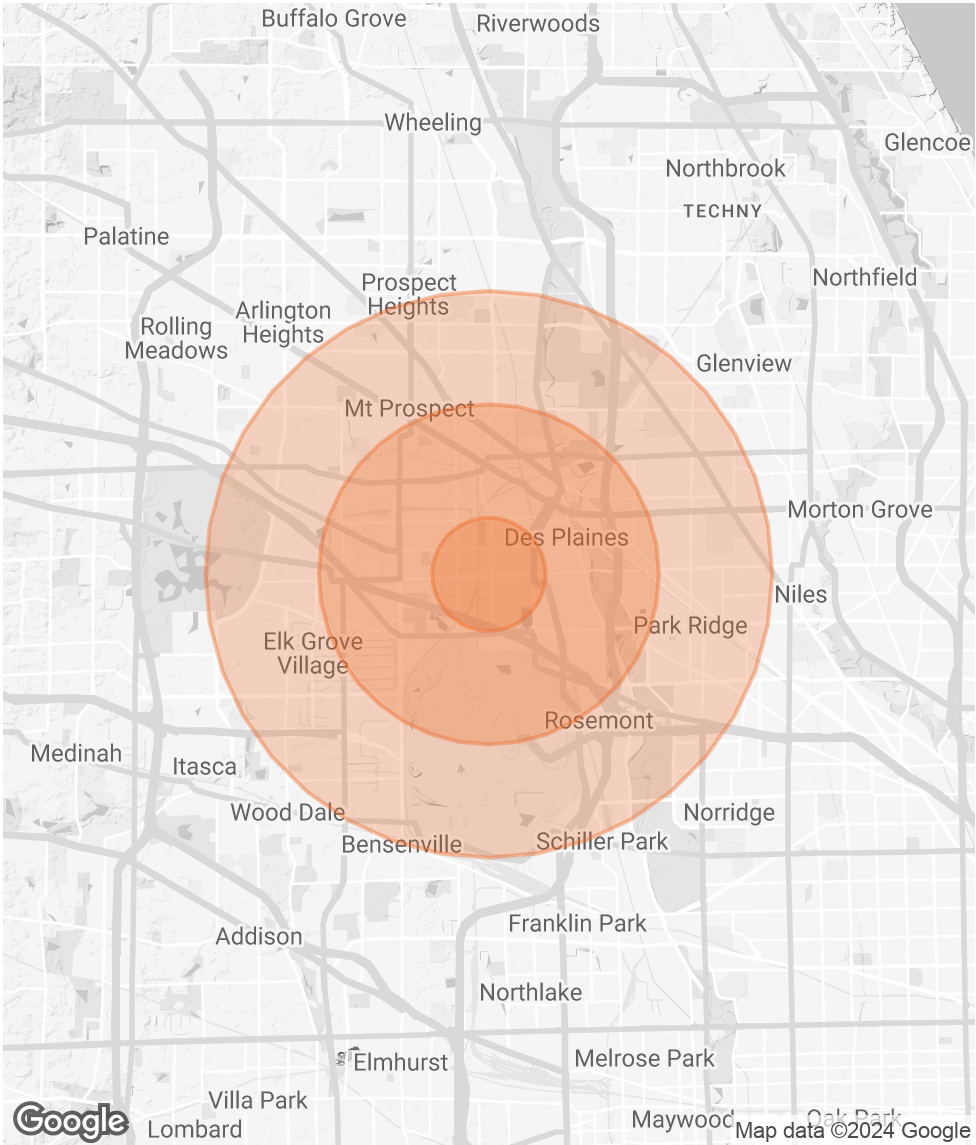 Buffalo Grove
Riverwoods
Wheeling
Glencoe
Northbrook
TECHNY
Palatine
Northfield
Prospect
Heights
Arlington
Heights
Rolling
Meadows
Glenview
Mt Prospect
Morton Grove
Des Plaines
Niles
Park Ridge
Elk Grove
Village
Rosemont
Medinah
Itasca
Wood Dale
Norridge
Bensenville
Schiller Park
Franklin Park
Addison
Northlake
Elmhurst
Melrose Park
Villa Park
Maywood
Oak Park
Google
Lombard
Map data ©2024 Google